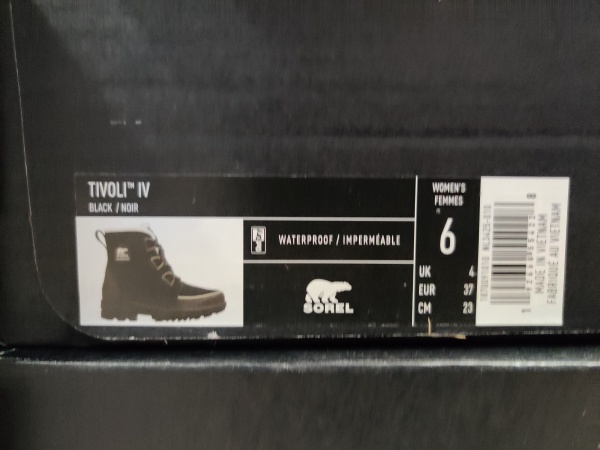 TIVOLI™ IV
BLACK / NOIR
WATERPROOF / IMPERMÉABLE
SOREL
WOMEN'S
FEMMES
6
UK 4
EUR 37
CM 23
MADE IN VIETNAM
FABRIQUÉ AU VIETNAM